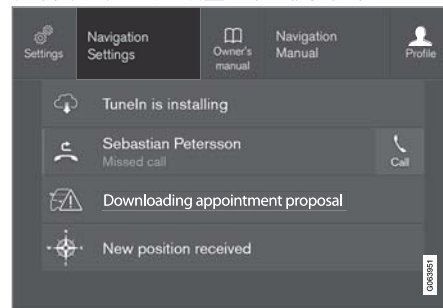 Settings
Navigation
Settings
Owner's
manual
Navigation
Manual
Profile
TuneIn is installing
Sebastian Petersson
Missed call
Call
Downloading appointment proposal
New position received
G063951